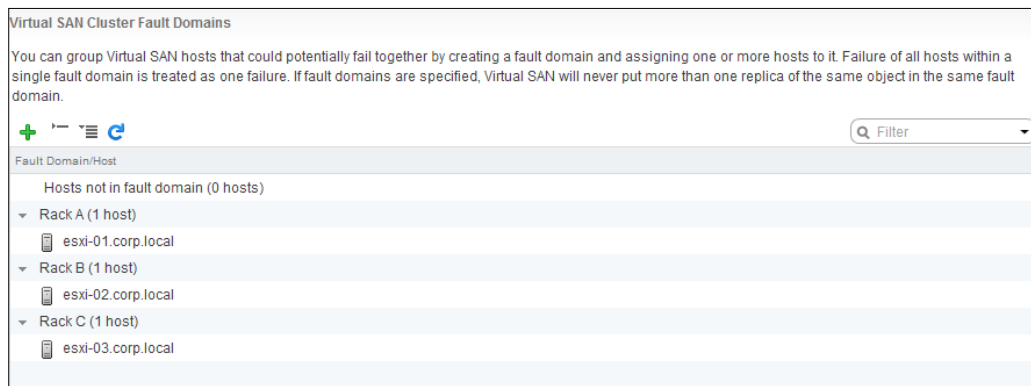 Virtual SAN Cluster Fault Domains
You can group Virtual SAN hosts that could potentially fail together by creating a fault domain and assigning one or more hosts to it. Failure of all hosts within a
single fault domain is treated as one failure. If fault domains are specified, Virtual SAN will never put more than one replica of the same object in the same fault
domain.
Filter
Fault Domain/Host
Hosts not in fault domain (0 hosts)
Rack A (1 host)
esxi-01.corp.local
Rack B (1 host)
esxi-02.corp.local
Rack C (1 host)
esxi-03.corp.local